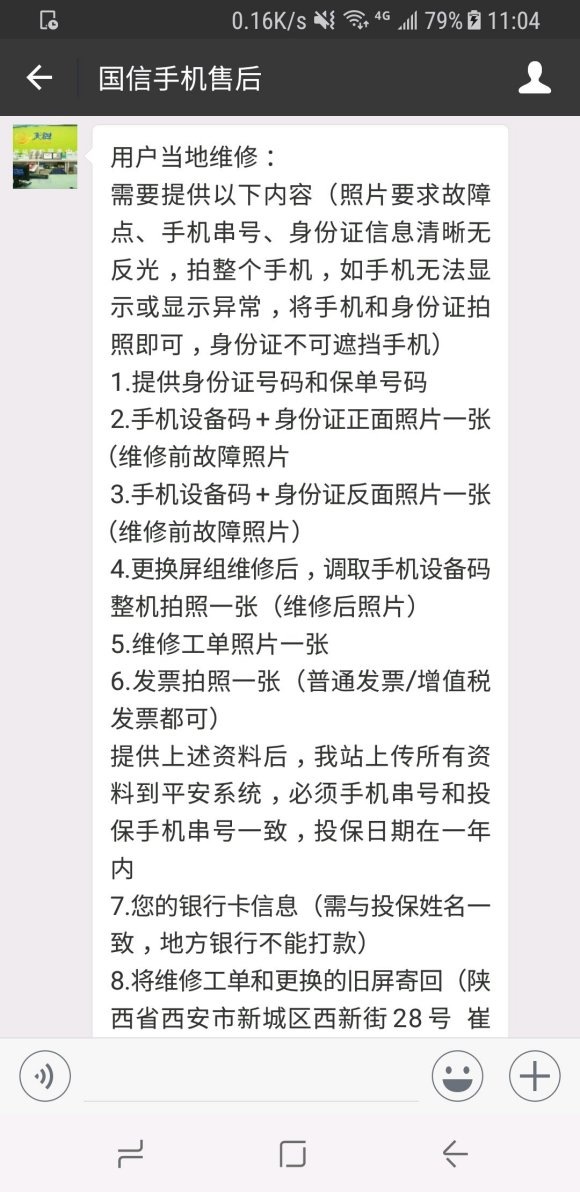 0.16K/s 4G 79% 11:04
国信手机售后
用户当地维修：
需要提供以下内容（照片要求故障
点、手机串号、身份证信息清晰无
反光，拍整个手机，如手机无法显
示或显示异常，将手机和身份证拍
照即可，身份证不可遮挡手机）
1.提供身份证号码和保单号码
2.手机设备码+身份证正面照片一张
（维修前故障照片
3.手机设备码+身份证反面照片一张
（维修前故障照片）
4.更换屏组维修后，调取手机设备码
整机拍照一张（维修后照片）
5.维修工单照片一张
6.发票拍照一张（普通发票/增值税
发票都可）
提供上述资料后，我站上传所有资
料到平安系统，必须手机串号和投
保手机串号一致，投保日期在一年
内
7.您的银行卡信息（需与投保姓名一
致，地方银行不能打款）
8.将维修工单和更换的旧屏寄回（陕
西省西安市新城区西新街28号 崔